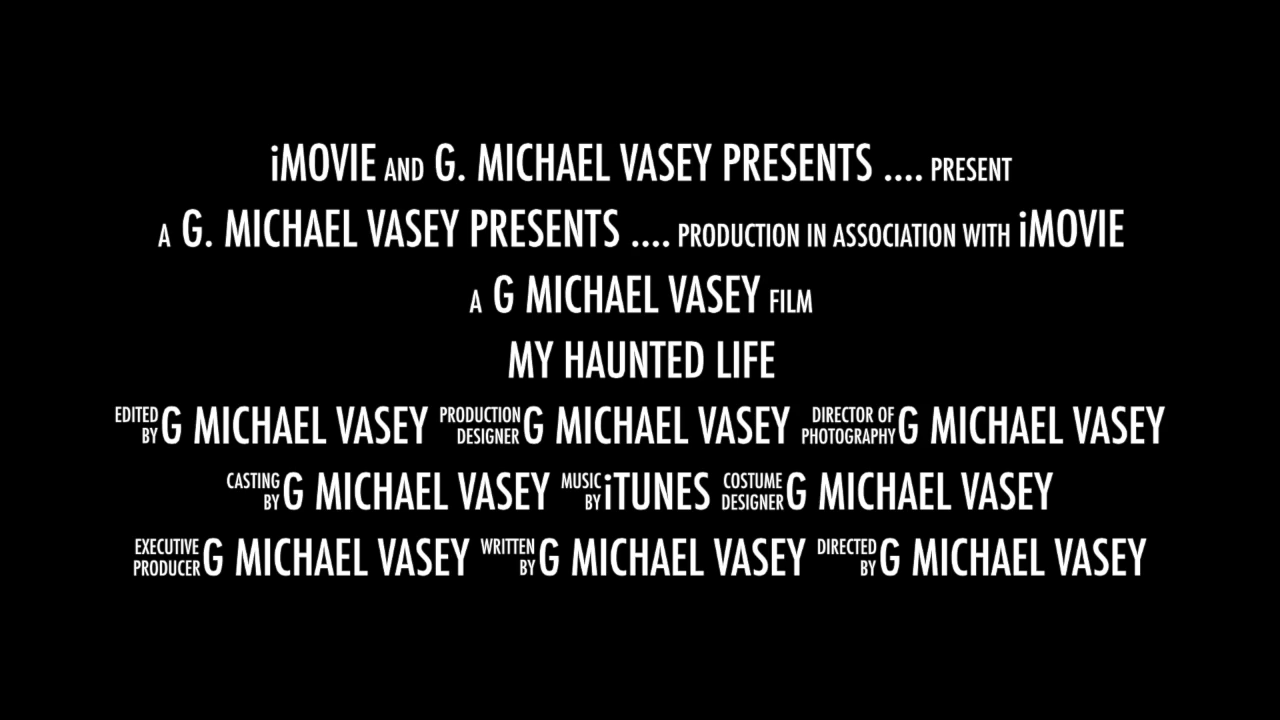 iMOVIE AND G. MICHAEL VASEY PRESENTS .... PRESENT
A G. MICHAEL VASEY PRESENTS .... PRODUCTION IN ASSOCIATION WITH iMOVIE
A G MICHAEL VASEY FILM
MY HAUNTED LIFE
EDITED BY G MICHAEL VASEY PRODUCTION DESIGNER G MICHAEL VASEY DIRECTOR OF PHOTOGRAPHY G MICHAEL VASEY
CASTING BY G MICHAEL VASEY MUSIC BY iTUNES COSTUME DESIGNER G MICHAEL VASEY
EXECUTIVE PRODUCER G MICHAEL VASEY WRITTEN BY G MICHAEL VASEY DIRECTED BY G MICHAEL VASEY